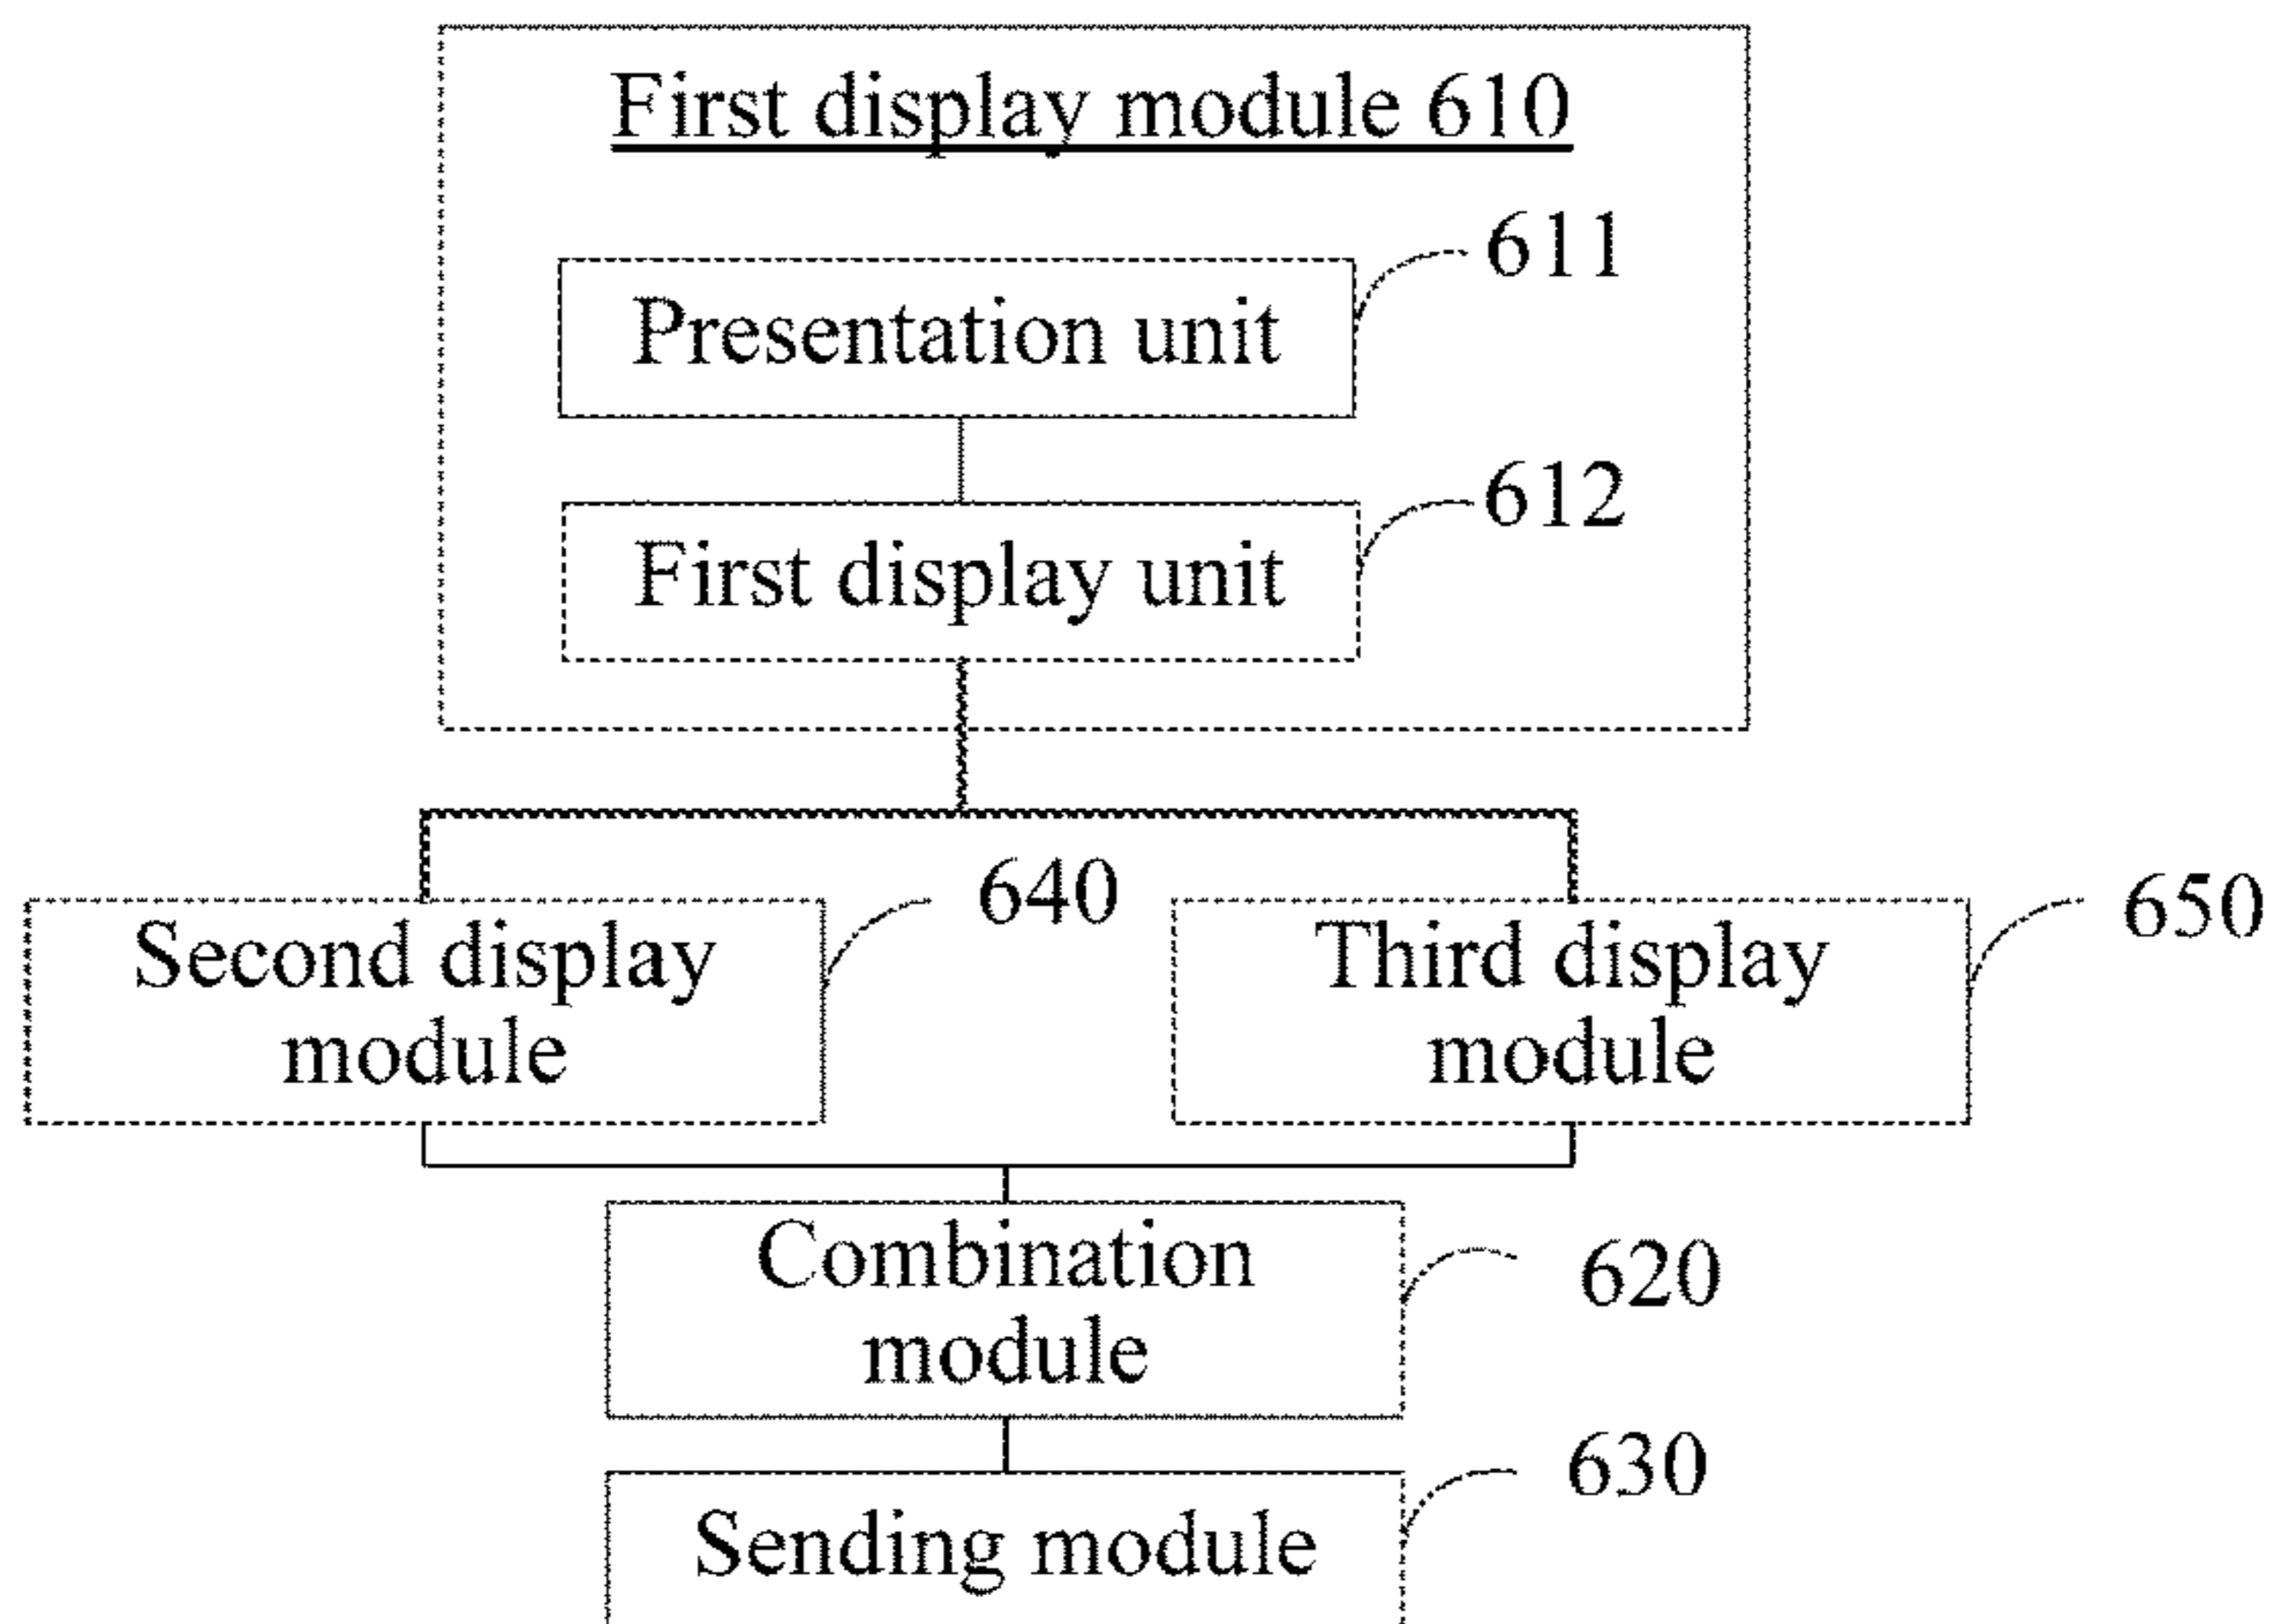 First display module 610
611
Presentation unit
612
First display unit
640
650
Second display
module
Third display
module
Combination
module
620
630
Sending module